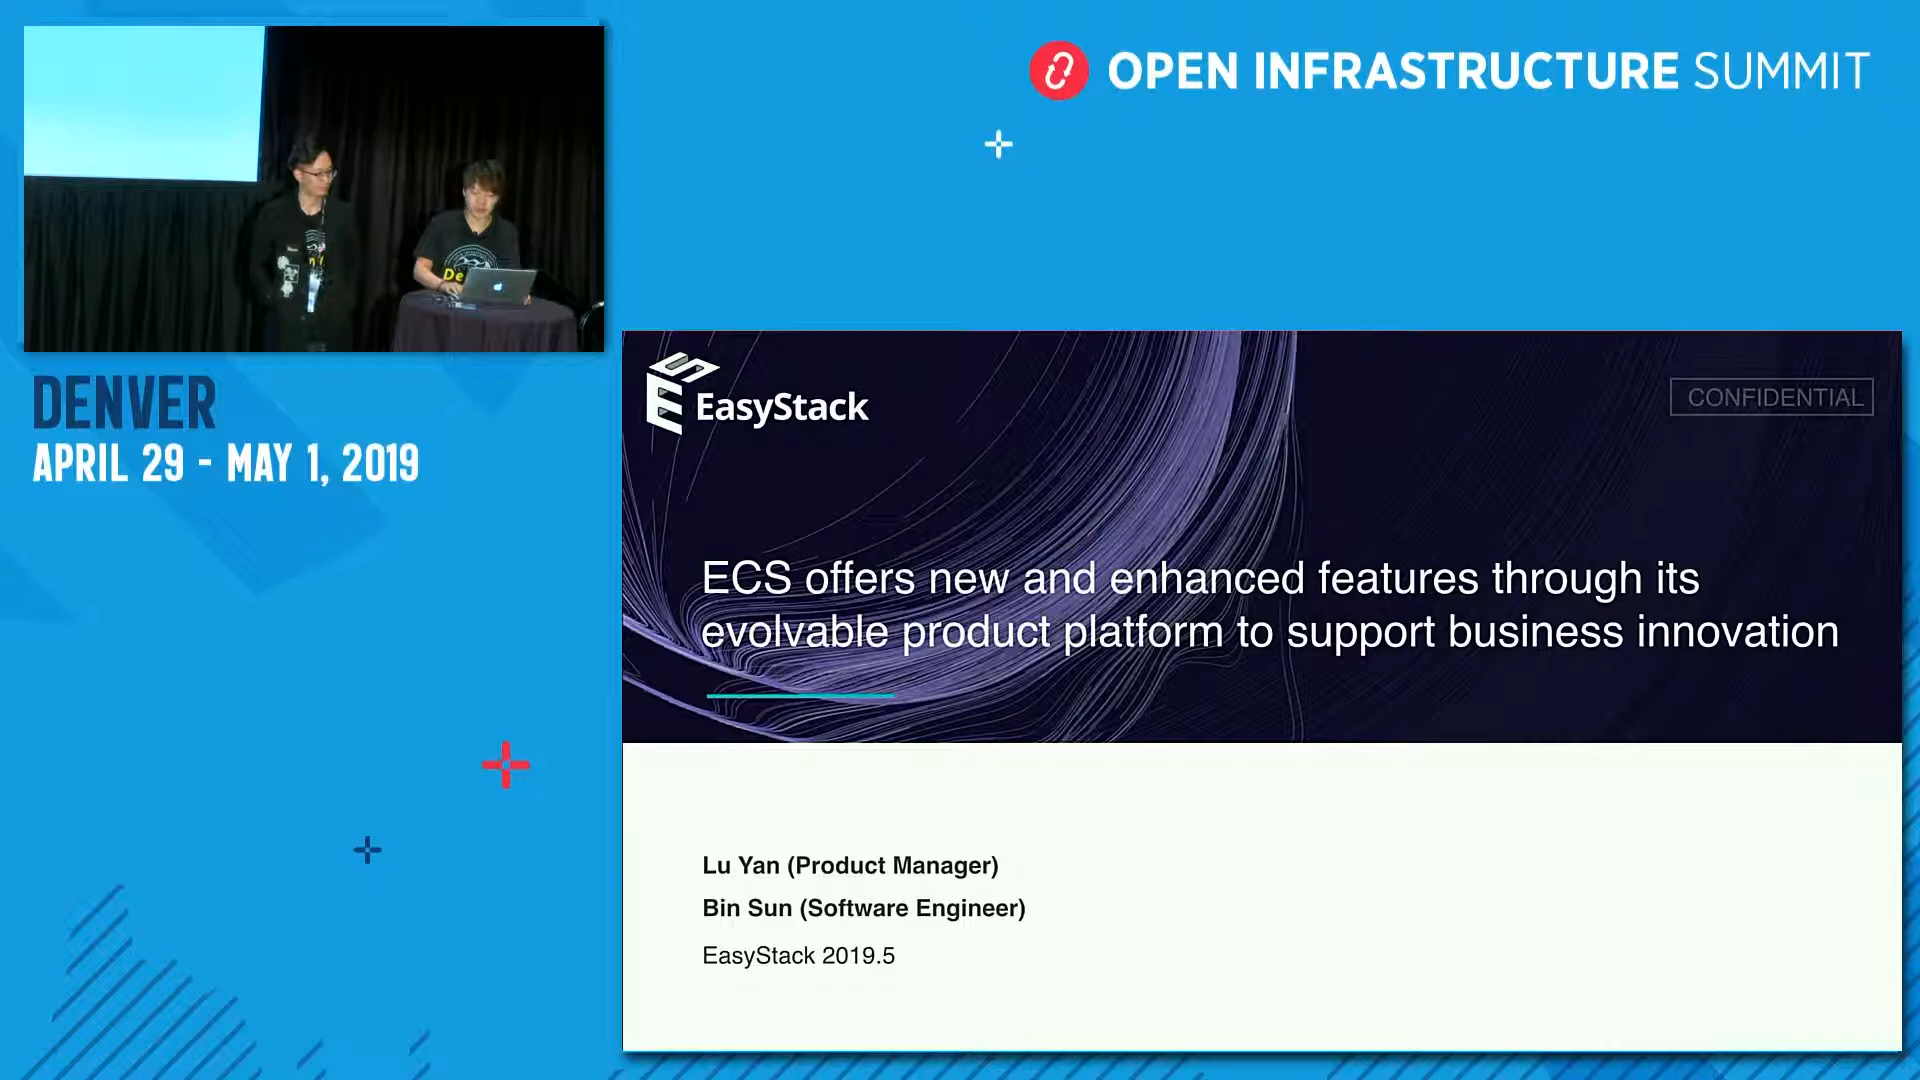 OPEN INFRASTRUCTURE SUMMIT
De
DENVER
APRIL 29 - MAY 1, 2019
EasyStack
CONFIDENTIAL
ECS offers new and enhanced features through its
evolvable product platform to support business innovation
Lu Yan (Product Manager)
Bin Sun (Software Engineer)
EasyStack 2019.5